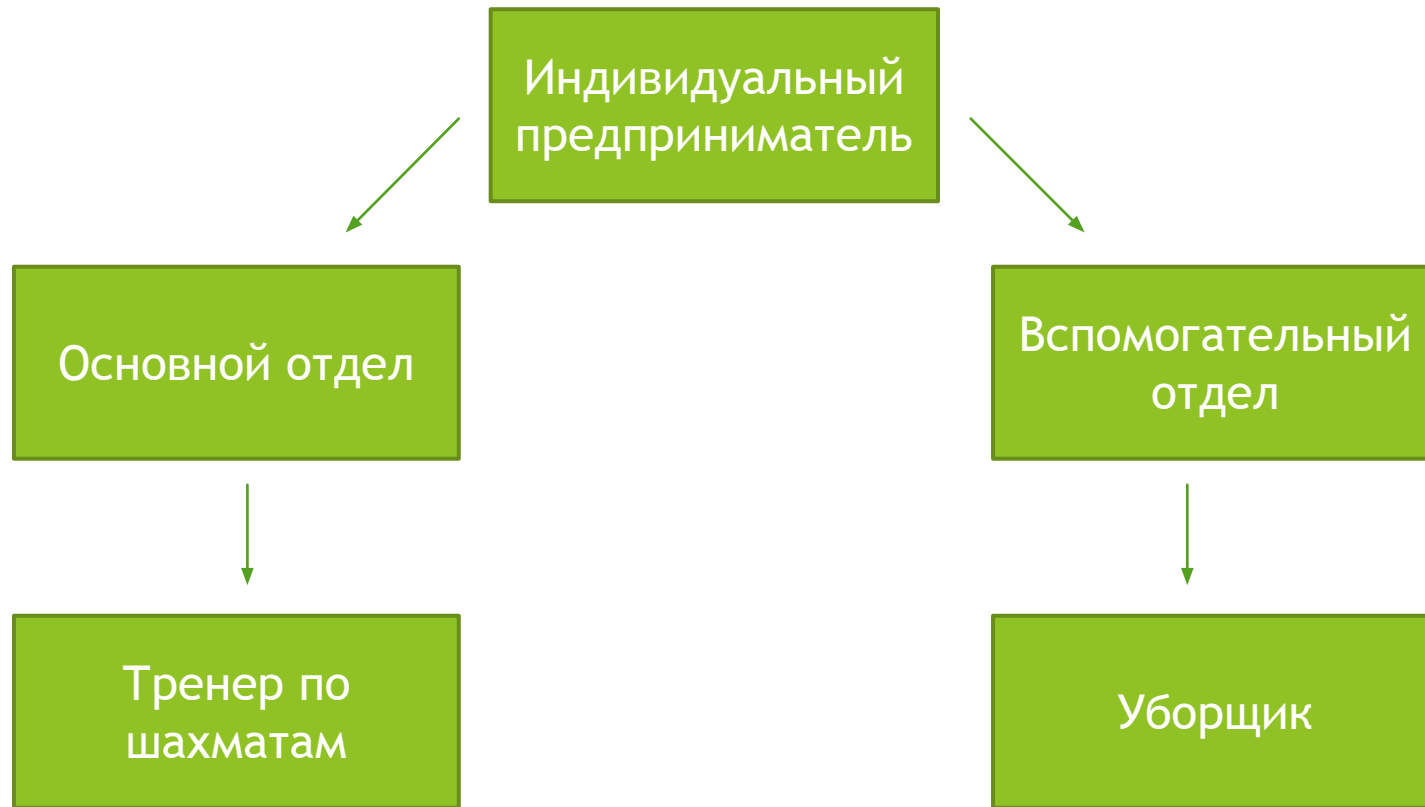 Индивидуальный
предприниматель
Основной отдел
Вспомогательный
отдел
Тренер по
шахматам
Уборщик